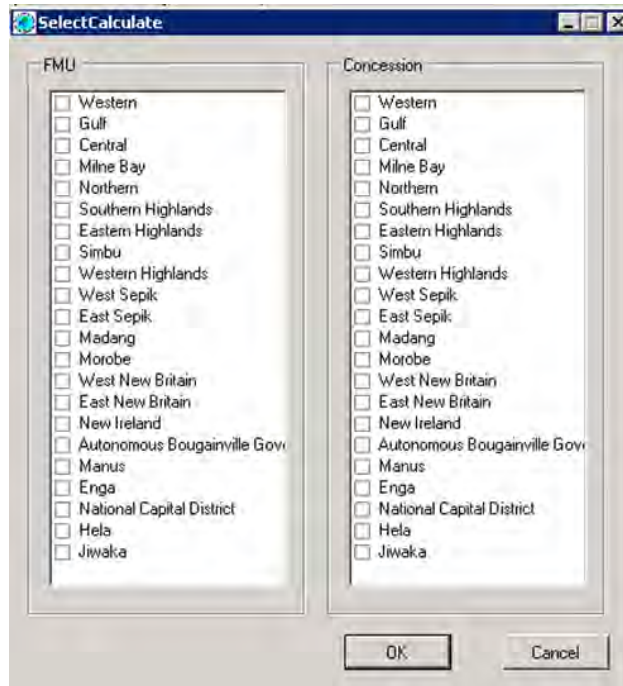 SelectCalculate
FMU
Western
Gulf
Central
Milne Bay
Northern
Southern Highlands
Eastern Highlands
Simbu
Western Highlands
West Sepik
East Sepik
Madang
Morobe
West New Britain
East New Britain
New Ireland
Autonomous Bougainville Gov
Manus
Enga
National Capital District
Hela
Jiwaka
Concession
Western
Gulf
Central
Milne Bay
Northern
Southern Highlands
Eastern Highlands
Simbu
Western Highlands
West Sepik
East Sepik
Madang
Morobe
West New Britain
East New Britain
New Ireland
Autonomous Bougainville Gov
Manus
Enga
National Capital District
Hela
Jiwaka
OK
Cancel